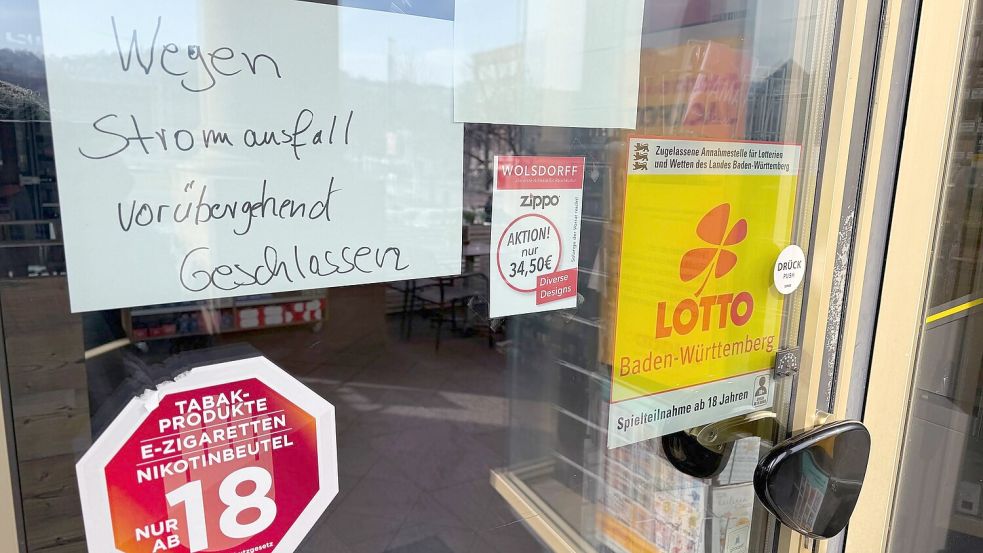 Wegen
Stromausfall
vorübergehend
Geschlassen
WOLSDORFF
zippo
AKTION!
nur
34,50€
Diverse
Designs
Zugelassene Annahmestelle für Lotterien
und Wetten des Landes Baden-Württemberg
LOTTO
Baden-Württemberg
Spielteilnahme ab 18 Jahren
DRÜCK
PUSH
TABAK-
PRODUKTE
E-ZIGARETTEN
NIKOTINBEUTEL
NUR
AB
18